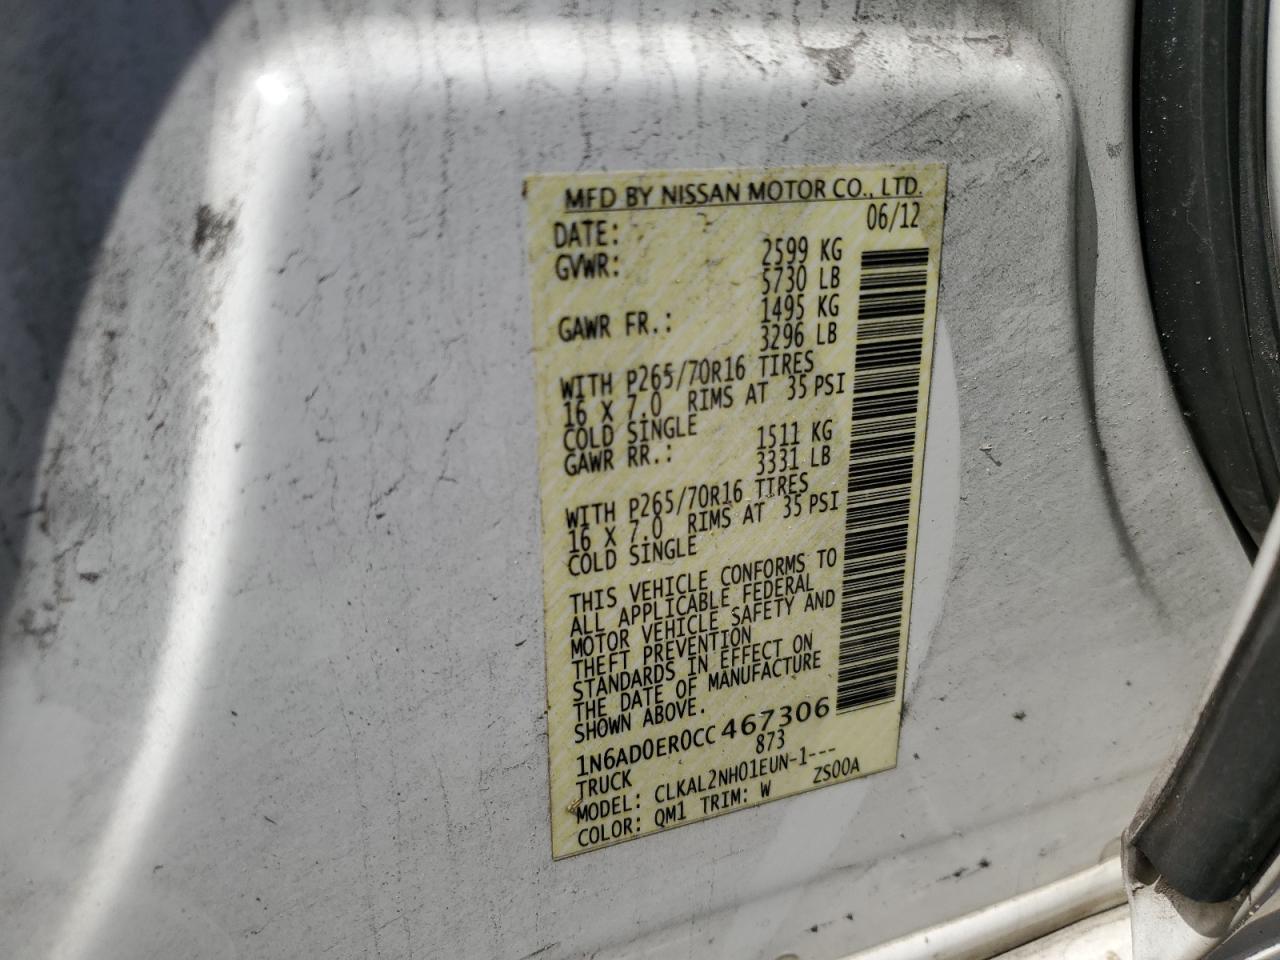 MFD BY NISSAN MOTOR CO., LTD.
DATE: 06/12
GVWR: 2599 KG
5730 LB
GAWR FR.: 1495 KG
3296 LB
WITH P265/70R16 TIRES
16 X 7.0 RIMS AT 35 PSI
COLD SINGLE
GAWR RR.: 1511 KG
3331 LB
WITH P265/70R16 TIRES
16 X 7.0 RIMS AT 35 PSI
COLD SINGLE
THIS VEHICLE CONFORMS TO
ALL APPLICABLE FEDERAL
MOTOR VEHICLE SAFETY AND
THEFT PREVENTION
STANDARDS IN EFFECT ON
THE DATE OF MANUFACTURE
SHOWN ABOVE.
1N6AD0ER0CC 467306
TRUCK 873
MODEL: CLKAL2NH01EUN-1---
COLOR: QM1 TRIM: W ZS00A